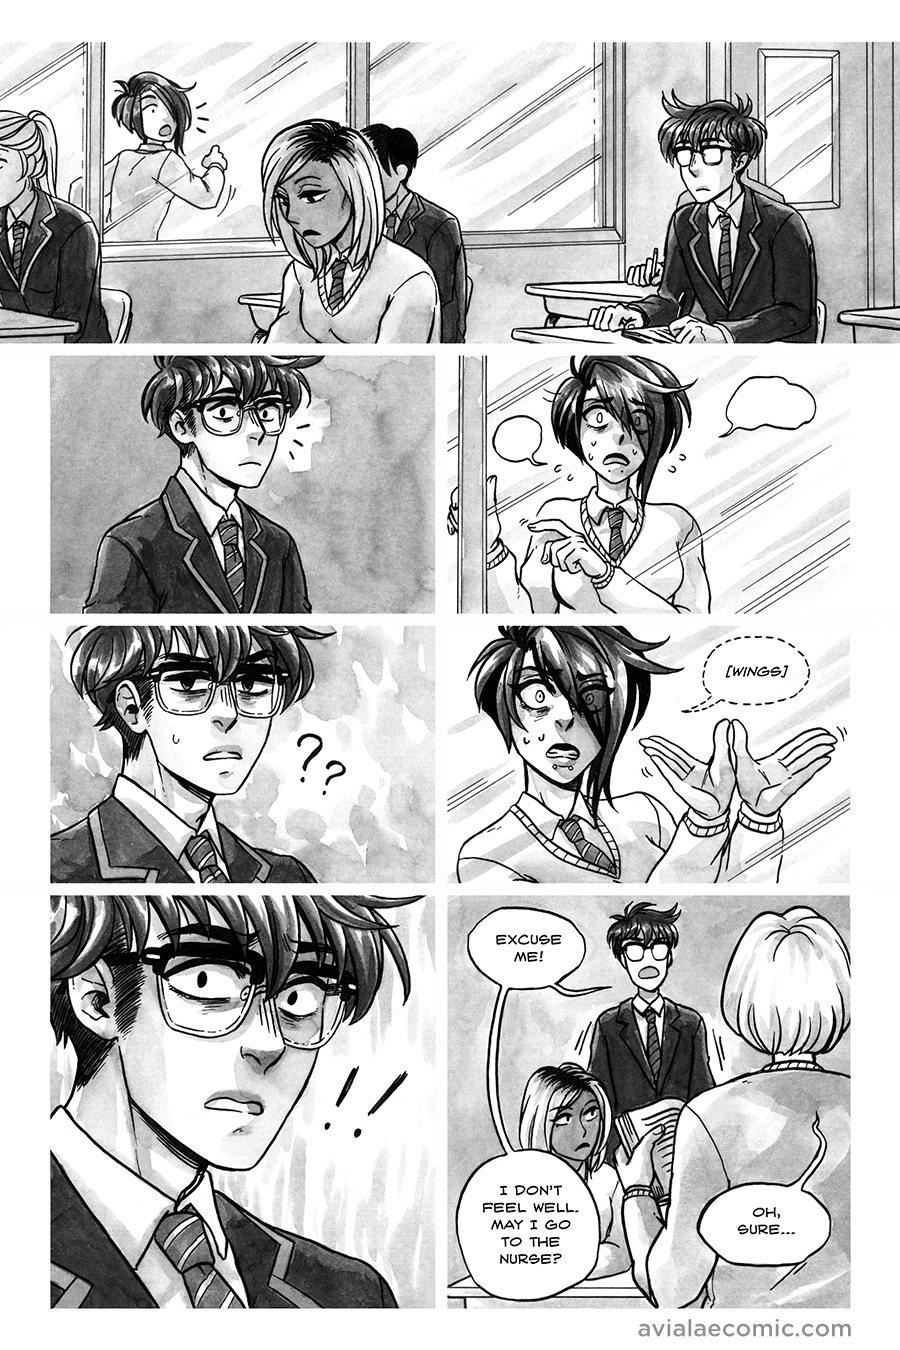 ??
[WINGS]
!!
EXCUSE
ME!
I DON'T
FEEL WELL.
MAY I GO
TO THE
NURSE?
OH,
SURE...
avialaecomic.com